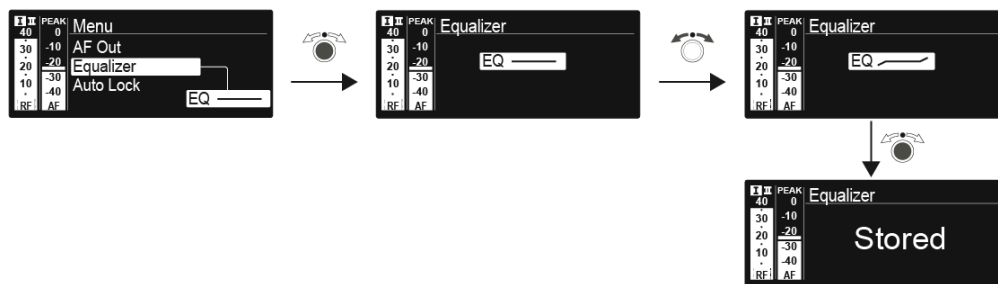 I II PEAK Menu
40 0
30 -10 AF Out
20 -20 Equalizer
10 -30 Auto Lock
-40 EQ
RF AF
I II PEAK Equalizer
40 0
30 -10 EQ
20 -20
10 -30
-40
RF AF
I II PEAK Equalizer
40 0
30 -10 EQ
20 -20
10 -30
-40
RF AF
I II PEAK Equalizer
40 0
30 -10
20 -20 Stored
10 -30
-40
RF AF